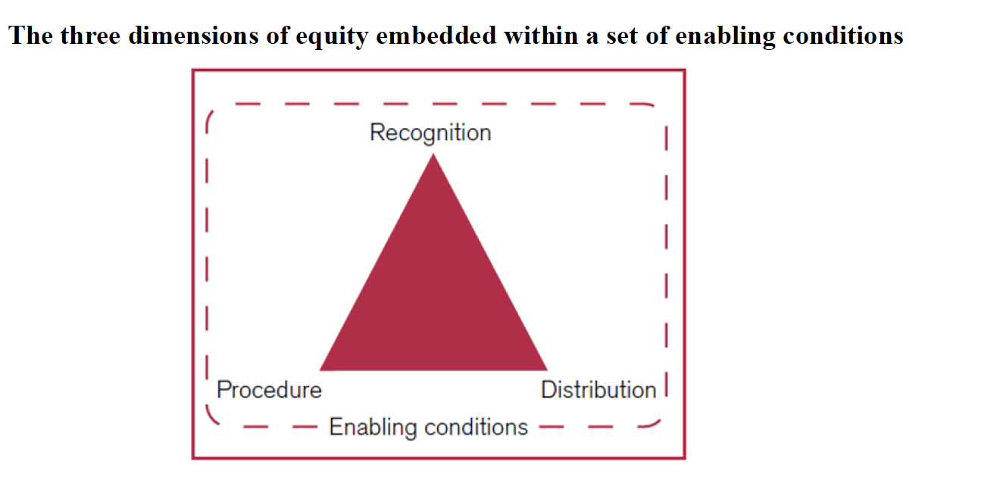 The three dimensions of equity embedded within a set of enabling conditions
Recognition
Procedure
Distribution
Enabling conditions